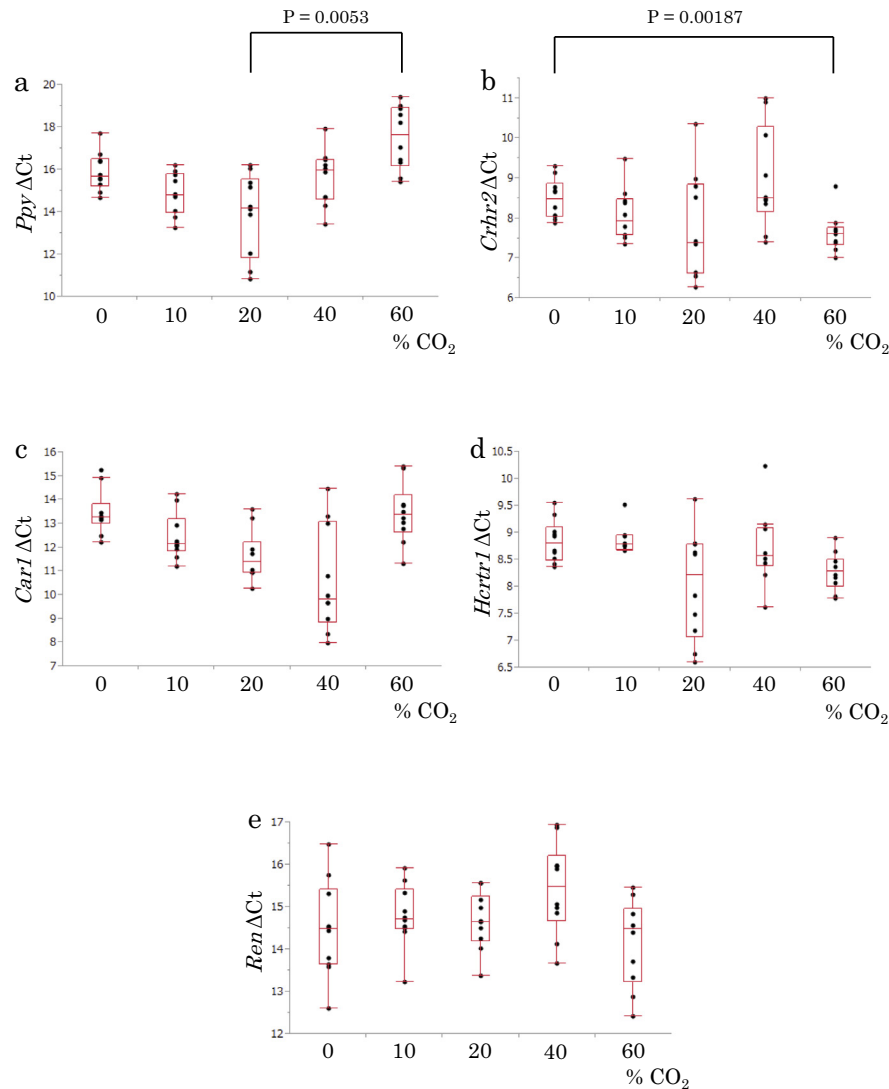 P = 0.0053
P = 0.00187
a
20
18
16
14
12
10
Ppy ΔCt
0 10 20 40 60
% CO₂
b
11
10
9
8
7
6
Crhr2 ΔCt
0 10 20 40 60
% CO₂
c
16
15
14
13
12
11
10
9
8
7
Car1 ΔCt
0 10 20 40 60
% CO₂
d
10.5
10
9.5
9
8.5
8
7.5
7
6.5
Hcrtr1 ΔCt
0 10 20 40 60
% CO₂
e
17
16
15
14
13
12
Ren ΔCt
0 10 20 40 60
% CO₂